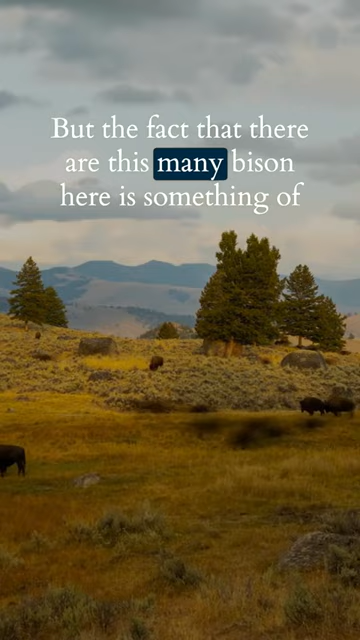 But the fact that there
are this many bison
here is something of